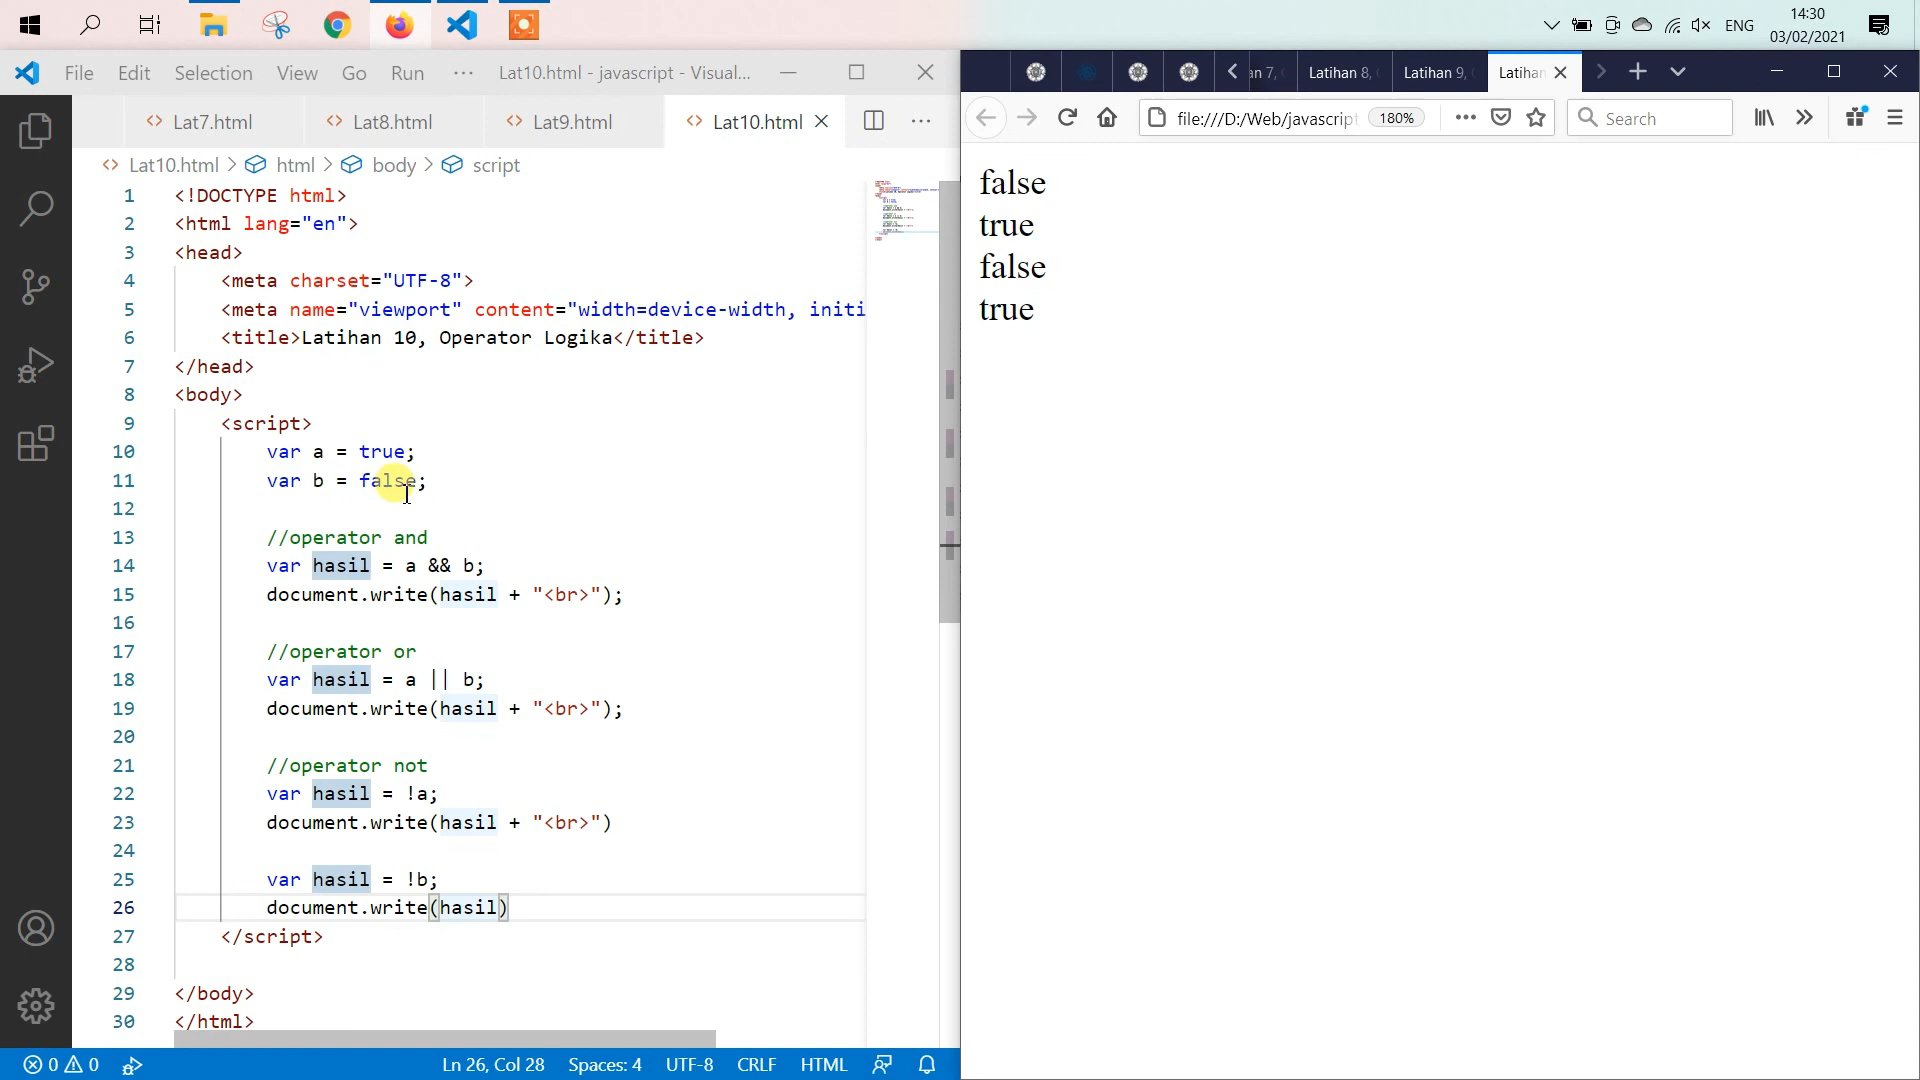 ENG
14:30
03/02/2021
File Edit Selection View Go Run ··· Lat10.html - javascript - Visual...
Lat7.html Lat8.html Lat9.html Lat10.html
Lat10.html > html > body > script
1 <!DOCTYPE html>
2 <html lang="en">
3 <head>
4 <meta charset="UTF-8">
5 <meta name="viewport" content="width=device-width, initi
6 <title>Latihan 10, Operator Logika</title>
7 </head>
8 <body>
9 <script>
10 var a = true;
11 var b = false;
12
13 //operator and
14 var hasil = a && b;
15 document.write(hasil + "<br>");
16
17 //operator or
18 var hasil = a || b;
19 document.write(hasil + "<br>");
20
21 //operator not
22 var hasil = !a;
23 document.write(hasil + "<br>")
24
25 var hasil = !b;
26 document.write(hasil)
27 </script>
28
29 </body>
30 </html>
0 0 Ln 26, Col 28 Spaces: 4 UTF-8 CRLF HTML
an 7, Latihan 8, Latihan 9, Latihan
file:///D:/Web/javascript 180% Search
false
true
false
true